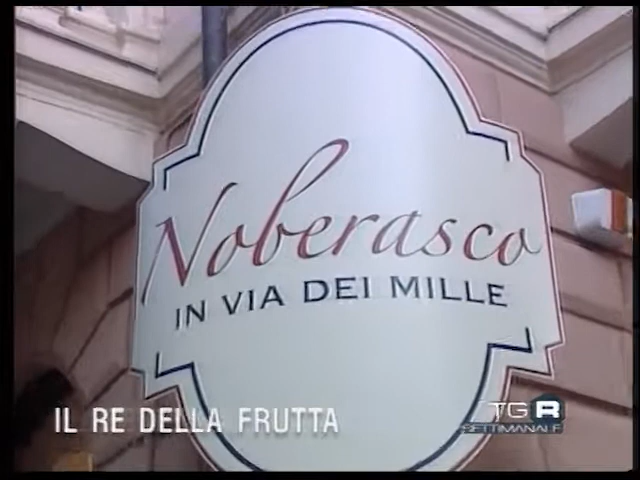 Noberasco
IN VIA DEI MILLE
IL RE DELLA FRUTTA
TGR
SETTIMANALE